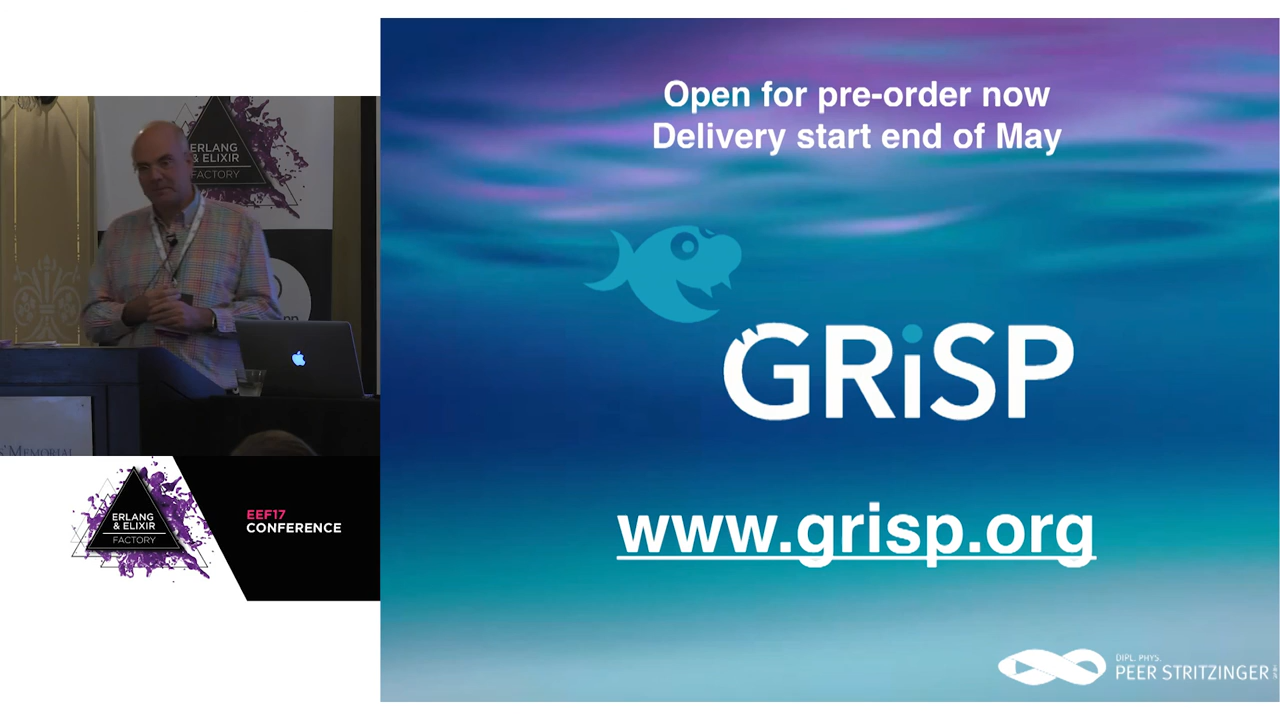 Open for pre-order now
Delivery start end of May
GRiSP
www.grisp.org
DIPL. PHYS.
PEER STRITZINGER
ERLANG
& ELIXIR
FACTORY
MEMORIAL
ERLANG
& ELIXIR
FACTORY
EEF17
CONFERENCE